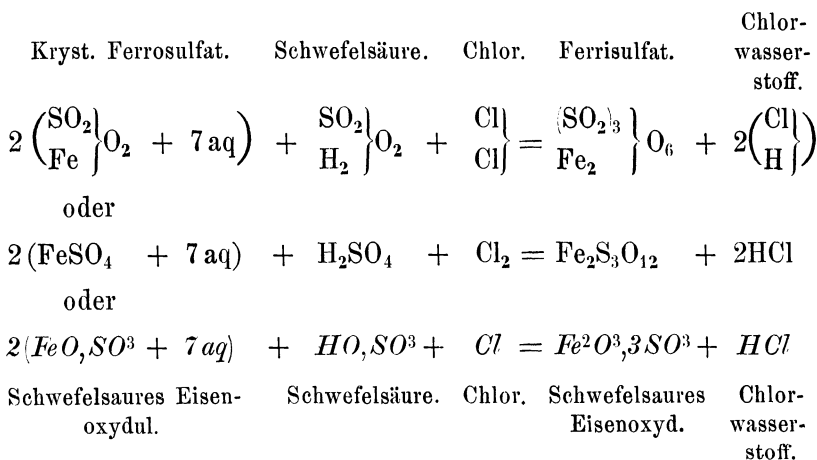 Chlor-
Kryst. Ferrosulfat. Schwefelsäure. Chlor. Ferrisulfat. wasser-
stoff.
2 (SO₂ Fe } O₂ + 7 aq) + SO₂ H₂ } O₂ + Cl Cl } = (SO₂)₃ Fe₂ } O₆ + 2(Cl H })
oder
2 (FeSO₄ + 7 aq) + H₂SO₄ + Cl₂ = Fe₂S₃O₁₂ + 2HCl
oder
2(FeO,SO³ + 7 aq) + HO,SO³ + Cl = Fe²O³,3SO³ + HCl
Schwefelsaures Eisen- Schwefelsäure. Chlor. Schwefelsaures Chlor-
oxydul. Eisenoxyd. wasser-
stoff.